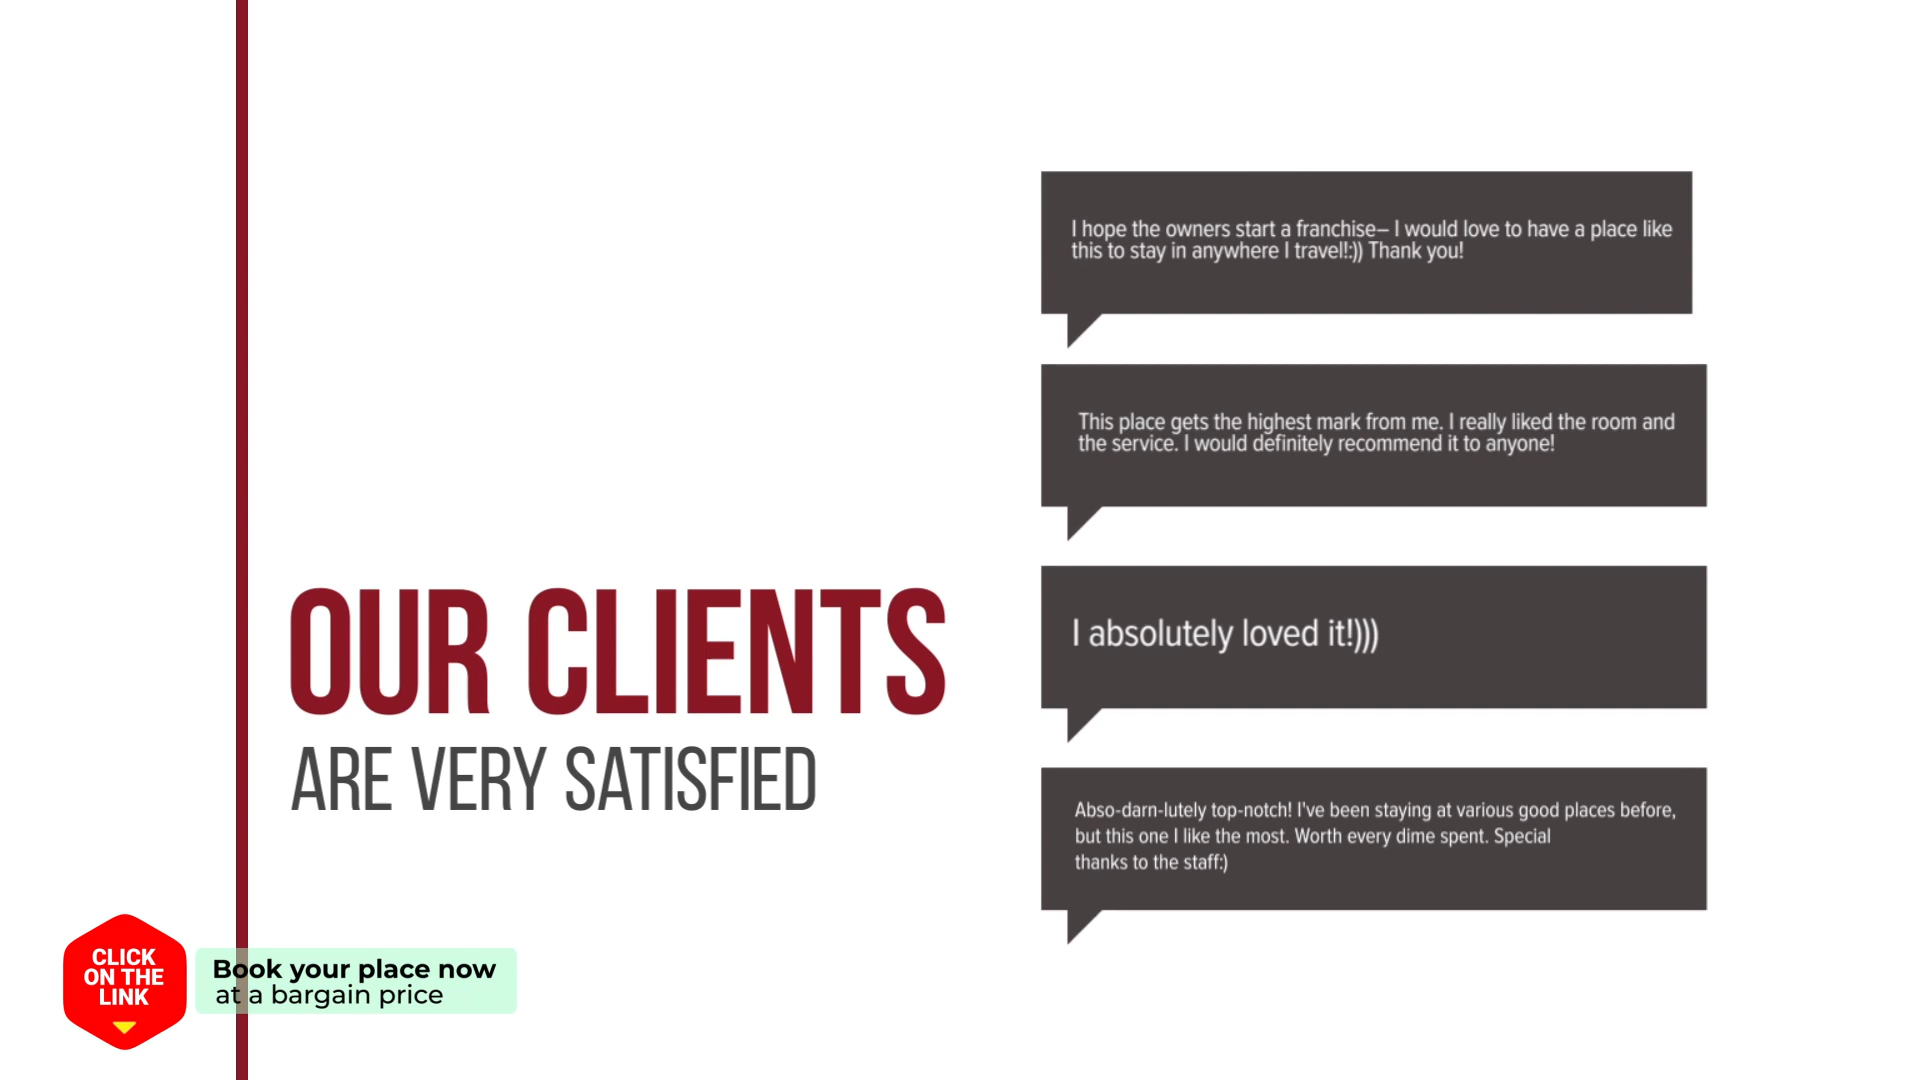 OUR CLIENTS
ARE VERY SATISFIED
I hope the owners start a franchise– I would love to have a place like
this to stay in anywhere I travel!:)) Thank you!
This place gets the highest mark from me. I really liked the room and
the service. I would definitely recommend it to anyone!
I absolutely loved it!)))
Abso-darn-lutely top-notch! I've been staying at various good places before,
but this one I like the most. Worth every dime spent. Special
thanks to the staff:)
CLICK
ON THE
LINK
Book your place now
at a bargain price